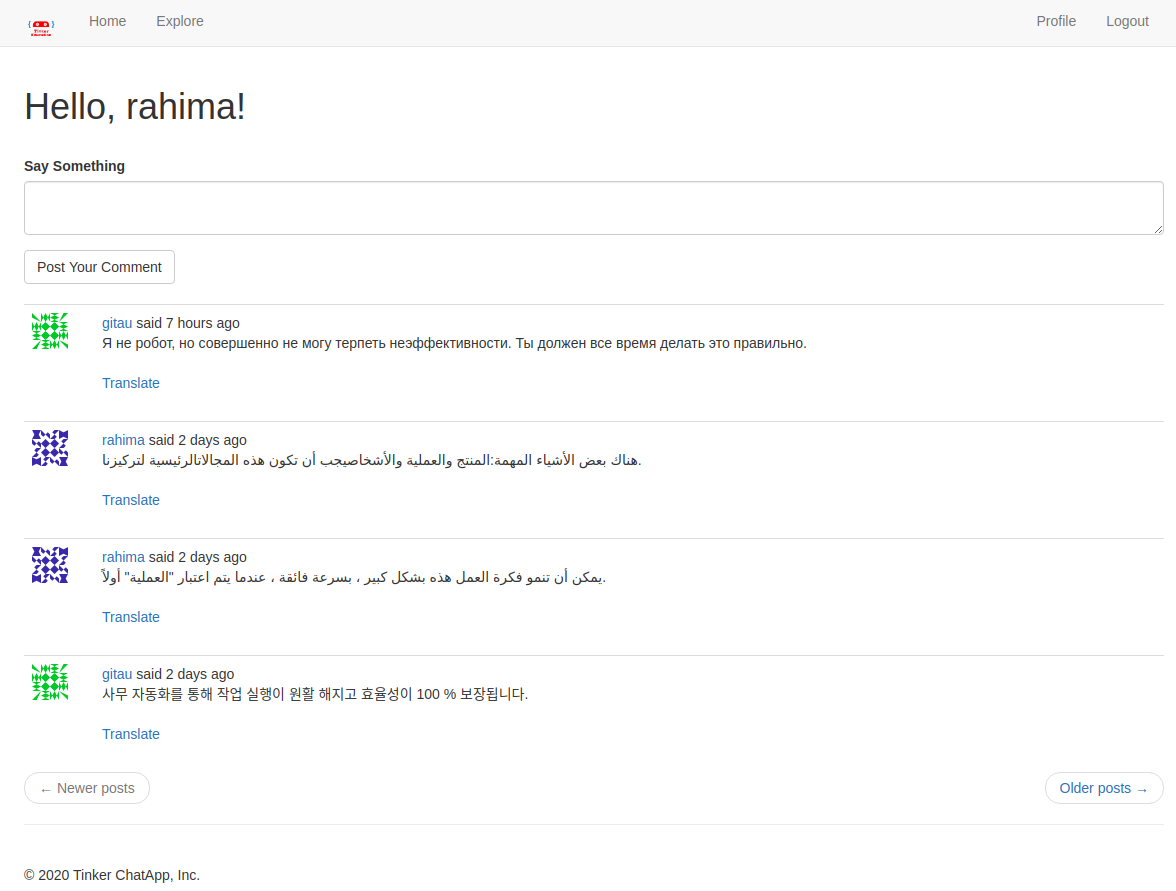 Tinker
Education
Home
Explore
Profile
Logout
Hello, rahima!
Say Something
Post Your Comment
gitau said 7 hours ago
Я не робот, но совершенно не могу терпеть неэффективности. Ты должен все время делать это правильно.
Translate
rahima said 2 days ago
هناك بعض الأشياء المهمة:المنتج والعملية والأشخاصيجب أن تكون هذه المجالاتالرئيسية لتركيزنا.
Translate
rahima said 2 days ago
يمكن أن تنمو فكرة العمل هذه بشكل كبير ، بسرعة فائقة ، عندما يتم اعتبار "العملية" أولاً.
Translate
gitau said 2 days ago
사무 자동화를 통해 작업 실행이 원활 해지고 효율성이 100 % 보장됩니다.
Translate
← Newer posts
Older posts →
© 2020 Tinker ChatApp, Inc.